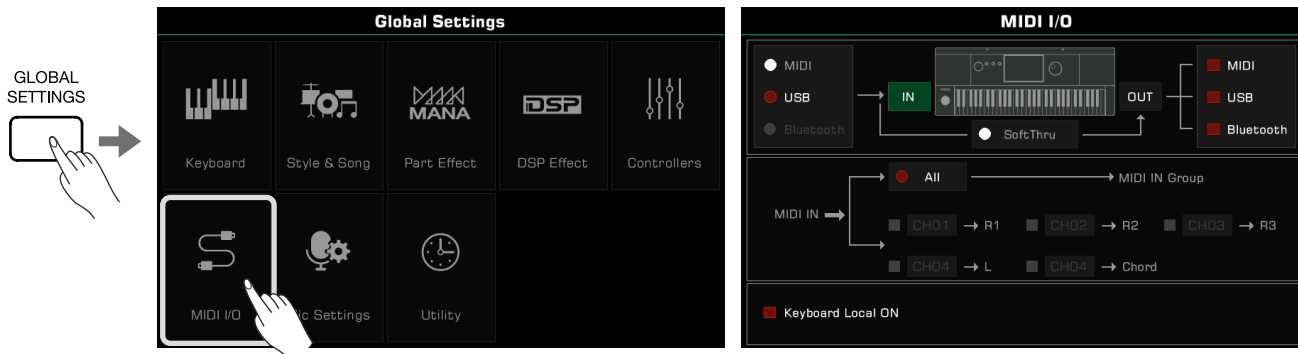 GLOBAL
SETTINGS
Global Settings
Keyboard
Style & Song
MANA
Part Effect
DSP
DSP Effect
Controllers
MIDI I/O
ic Settings
Utility
MIDI I/O
MIDI
USB
Bluetooth
IN
SoftThru
OUT
MIDI
USB
Bluetooth
MIDI IN
All
MIDI IN Group
CH01 R1
CH02 R2
CH03 R3
CH04 L
CH04 Chord
Keyboard Local ON